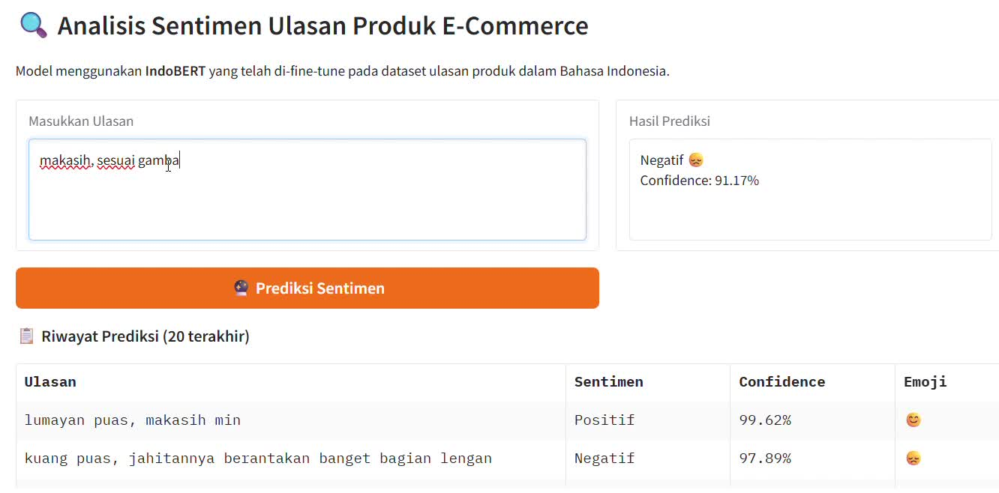 Analisis Sentimen Ulasan Produk E-Commerce
Model menggunakan IndoBERT yang telah di-fine-tune pada dataset ulasan produk dalam Bahasa Indonesia.
Masukkan Ulasan
makasih, sesuai gamba
Hasil Prediksi
Negatif 😞
Confidence: 91.17%
Prediksi Sentimen
Riwayat Prediksi (20 terakhir)
Ulasan Sentimen Confidence Emoji
lumayan puas, makasih min Positif 99.62% 😊
kuang puas, jahitannya berantakan banget bagian lengan Negatif 97.89% 😞